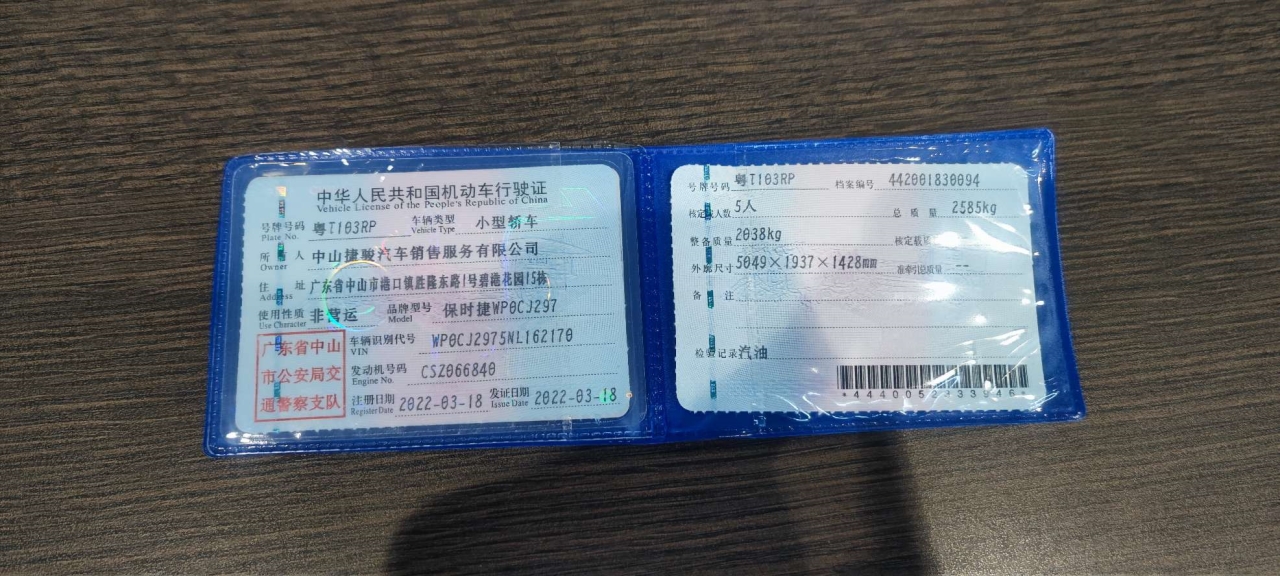 中华人民共和国机动车行驶证
Vehicle License of the People's Republic of China
号牌号码 粤T103RP 车辆类型 小型轿车
Plate No. Vehicle Type
所 人 中山捷骏汽车销售服务有限公司
Owner
住 址 广东省中山市港口镇胜隆东路1号碧港花园15栋
Address
使用性质 非营运 品牌型号 保时捷WP0CJ297
Use Character Model
广东省中山
市公安局交
通警察支队
车辆识别代号 WP0CJ2975NL162170
VIN
发动机号码 CSZ066840
Engine No.
注册日期 2022-03-18 发证日期 2022-03-18
Register Date Issue Date
号牌号码 粤T103RP 档案编号 442001830094
核定载人数 5人 总质量 2585kg
整备质量 2038kg 核定载质
外廓尺寸 5049×1937×1428 准牵引总质量 --
备 注
检验记录 汽油